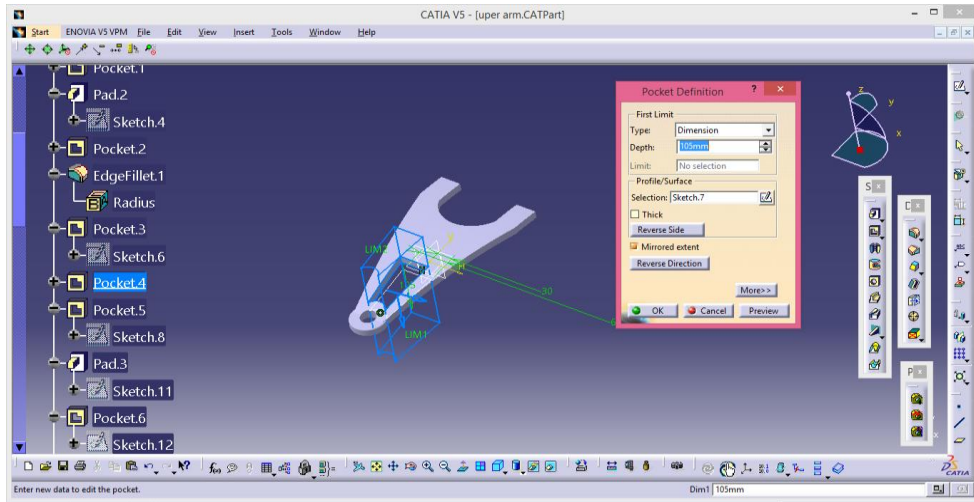 CATIA V5 - [uper arm.CATPart]
Start ENOVIA V5 VPM File Edit View Insert Tools Window Help
Pocket.1
Pad.2
Sketch.4
Pocket.2
EdgeFillet.1
Radius
Pocket.3
Sketch.6
Pocket.4
Pocket.5
Sketch.8
Pad.3
Sketch.11
Pocket.6
Sketch.12
LIM2
30
LIM1
Pocket Definition ? ×
First Limit
Type: Dimension
Depth: 105mm
Limit: No selection
Profile/Surface
Selection: Sketch.7
Thick
Reverse Side
Mirrored extent
Reverse Direction
More>>
OK Cancel Preview
z
y
x
S
P
CATIA
Enter new data to edit the pocket. Dim1 105mm